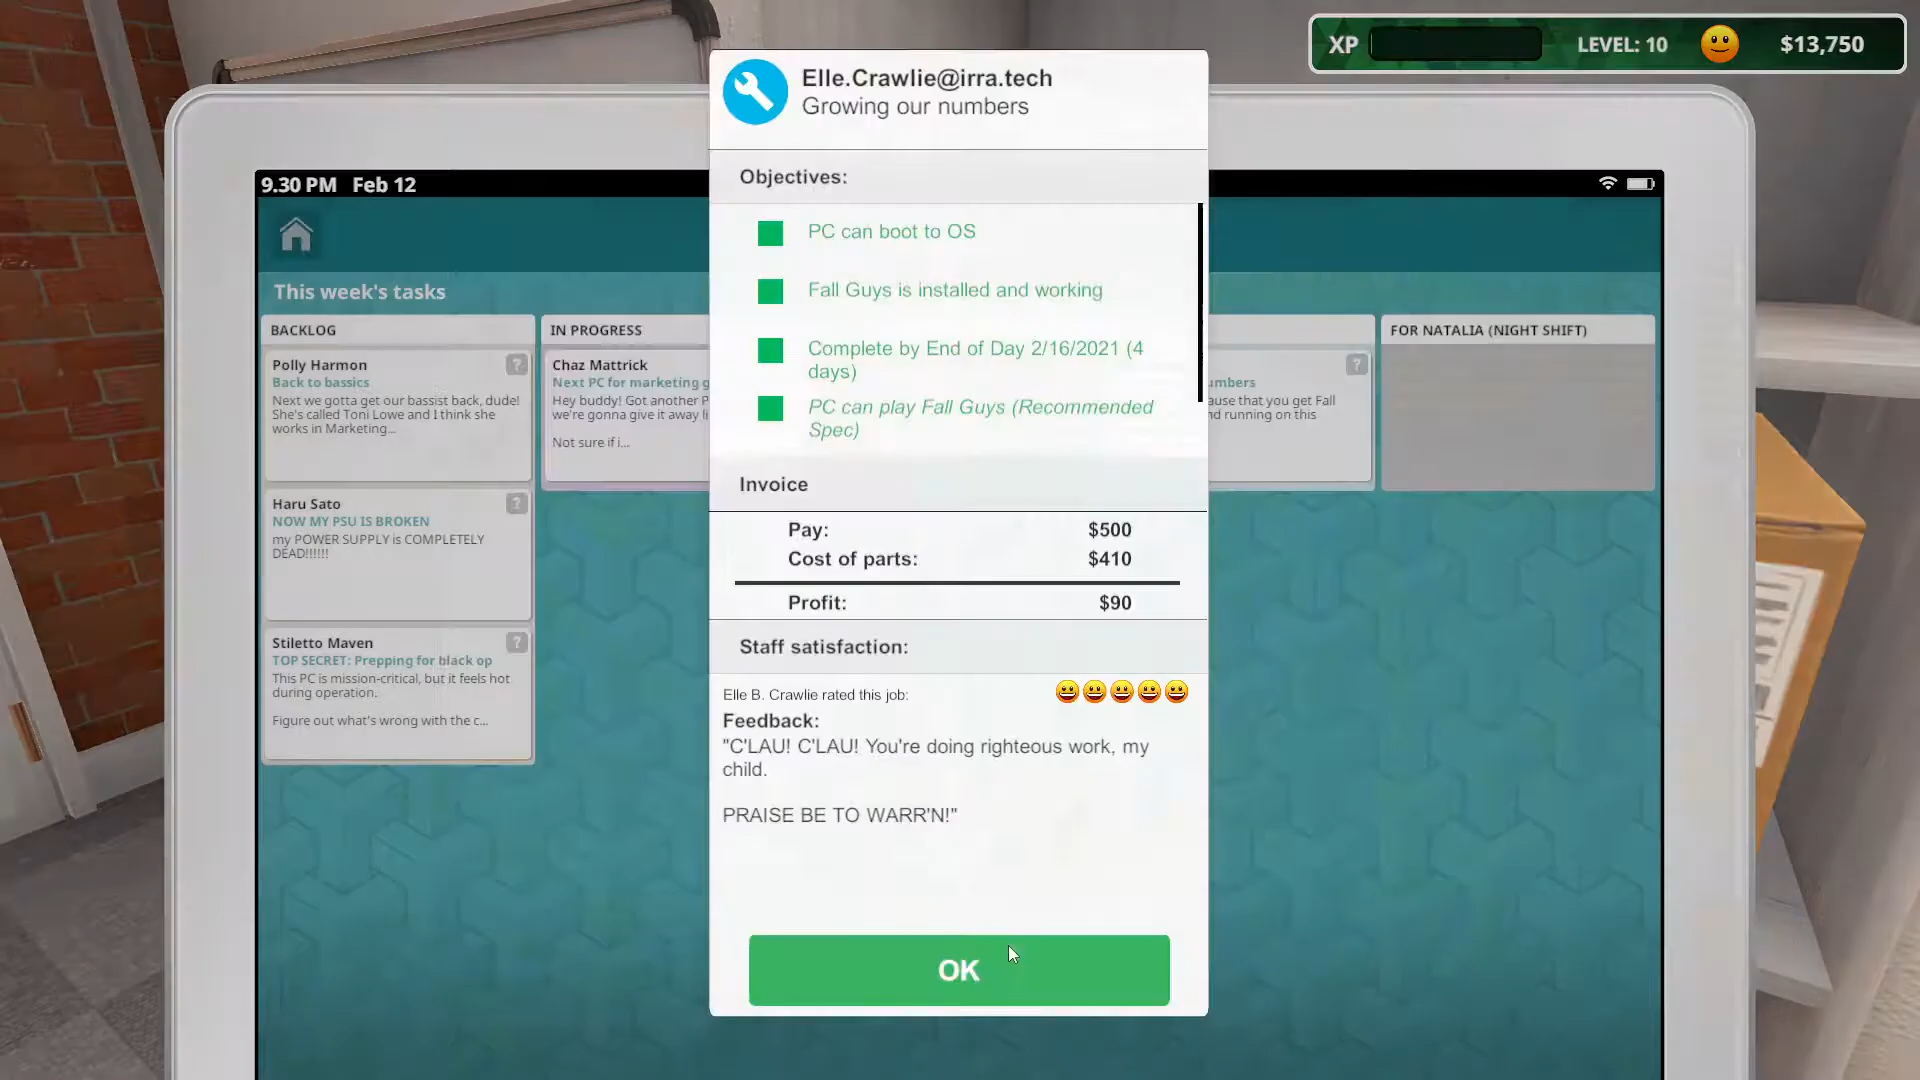 XP
LEVEL: 10
$13,750
Elle.Crawlie@irra.tech
Growing our numbers
9.30 PM Feb 12
This week's tasks
BACKLOG
Polly Harmon
?
Back to bassics
Next we gotta get our bassist back, dude!
She's called Toni Lowe and I think she
works in Marketing...
Haru Sato
?
NOW MY PSU IS BROKEN
my POWER SUPPLY is COMPLETELY
DEAD!!!!!!
Stiletto Maven
?
TOP SECRET: Prepping for black op
This PC is mission-critical, but it feels hot
during operation.
Figure out what's wrong with the c...
IN PROGRESS
Chaz Mattrick
Next PC for marketing g
Hey buddy! Got another P
we're gonna give it away li
Not sure if i...
Objectives:
PC can boot to OS
Fall Guys is installed and working
Complete by End of Day 2/16/2021 (4
days)
PC can play Fall Guys (Recommended
Spec)
Invoice
Pay: $500
Cost of parts: $410
Profit: $90
Staff satisfaction:
Elle B. Crawlie rated this job:
Feedback:
"C'LAU! C'LAU! You're doing righteous work, my
child.
PRAISE BE TO WARR'N!"
OK
?
umbers
ause that you get Fall
d running on this
FOR NATALIA (NIGHT SHIFT)